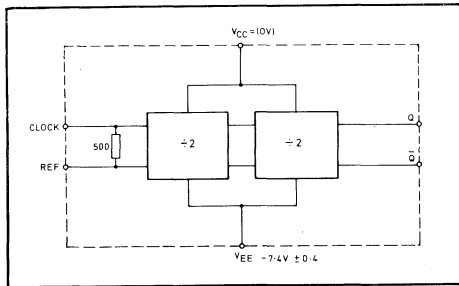 VCC = (0V)
CLOCK
500
REF
÷2
÷2
Q
Q̅
VEE -7.4V ±0.4